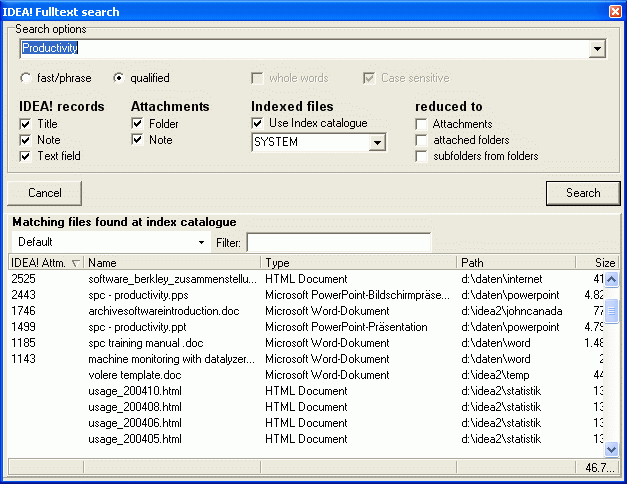 IDEA! Fulltext search
Search options
Productivity
fast/phrase qualified whole words Case sensitive
IDEA! records Attachments Indexed files reduced to
Title Folder Use Index catalogue Attachments
Note Note SYSTEM attached folders
Text field subfolders from folders
Cancel Search
Matching files found at index catalogue
Default Filter:
IDEA! Attm. Name Type Path Size
2525 software_berkley_zusammenstellu... HTML Document d:\daten\internet 41
2443 spc - productivity.pps Microsoft PowerPoint-Bildschirmpräse... d:\daten\powerpoint 4.82
1746 archivesoftwareintroduction.doc Microsoft Word-Dokument d:\idea2\johncanada 77
1499 spc - productivity.ppt Microsoft PowerPoint-Präsentation d:\daten\powerpoint 4.79
1185 spc training manual .doc Microsoft Word-Dokument d:\daten\word 1.48
1143 machine monitoring with datalyzer... Microsoft Word-Dokument d:\daten\word 2
volere template.doc Microsoft Word-Dokument d:\idea2\temp 44
usage_200410.html HTML Document d:\idea2\statistik 13
usage_200408.html HTML Document d:\idea2\statistik 13
usage_200406.html HTML Document d:\idea2\statistik 13
usage_200405.html HTML Document d:\idea2\statistik 13
46.7...